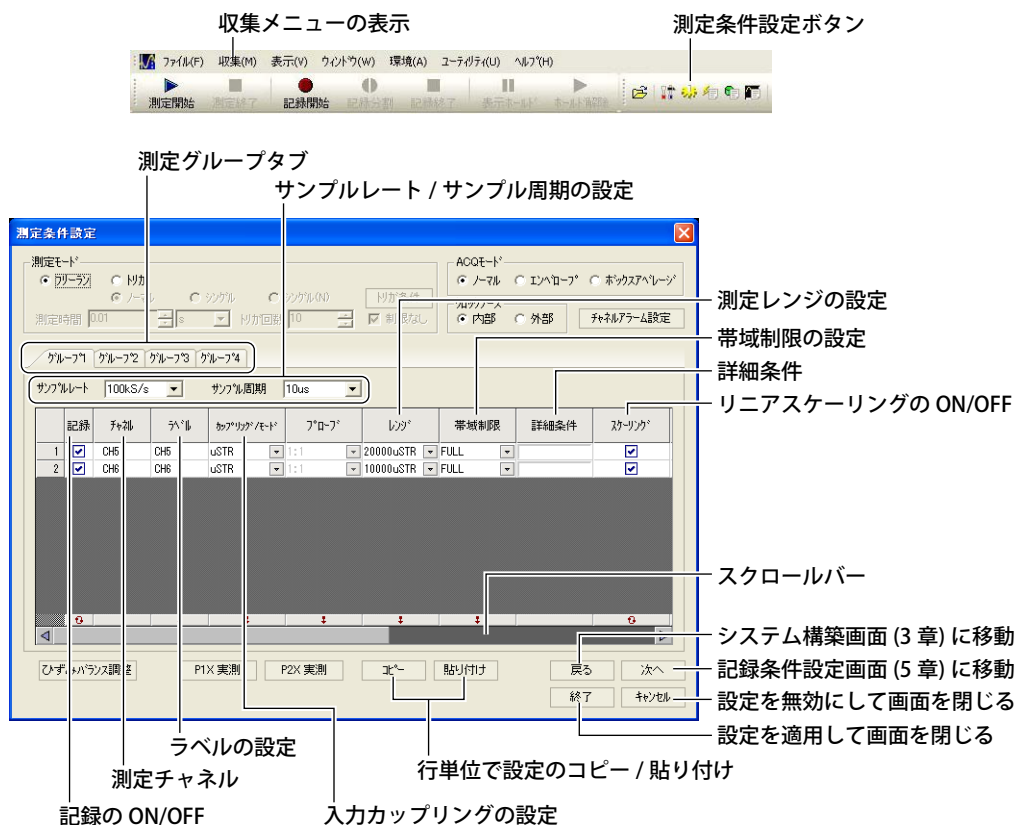 収集メニューの表示
測定条件設定ボタン
ファイル(F) 収集(M) 表示(V) ウィンドウ(W) 環境(A) ユーティリティ(U) ヘルプ(H)
測定開始 測定終了 記録開始 記録分割 記録終了 表示ホールド ホールド解除
測定グループタブ
サンプルレート / サンプル周期の設定
測定条件設定
測定モード
フリーラン トリガ
ノーマル シングル シングル(N) トリガ条件
測定時間 0.01 s トリガ回数 10 制限なし
ACQモード
ノーマル エンベロープ ボックスアベレージ
クロックソース
内部 外部 チャネルアラーム設定
グループ1 グループ2 グループ3 グループ4
サンプルレート 100kS/s サンプル周期 10us
記録 チャネル ラベル カップリング/モード プローブ レンジ 帯域制限 詳細条件 スケーリング
1 CH5 CH5 uSTR 1:1 20000uSTR FULL
2 CH6 CH6 uSTR 1:1 10000uSTR FULL
ひずみバランス調整 P1X 実測 P2X 実測 コピー 貼り付け 戻る 次へ
終了 キャンセル
測定レンジの設定
帯域制限の設定
詳細条件
リニアスケーリングの ON/OFF
スクロールバー
システム構築画面 (3 章) に移動
記録条件設定画面 (5 章) に移動
設定を無効にして画面を閉じる
設定を適用して画面を閉じる
行単位で設定のコピー / 貼り付け
ラベルの設定
測定チャネル
記録の ON/OFF
入力カップリングの設定